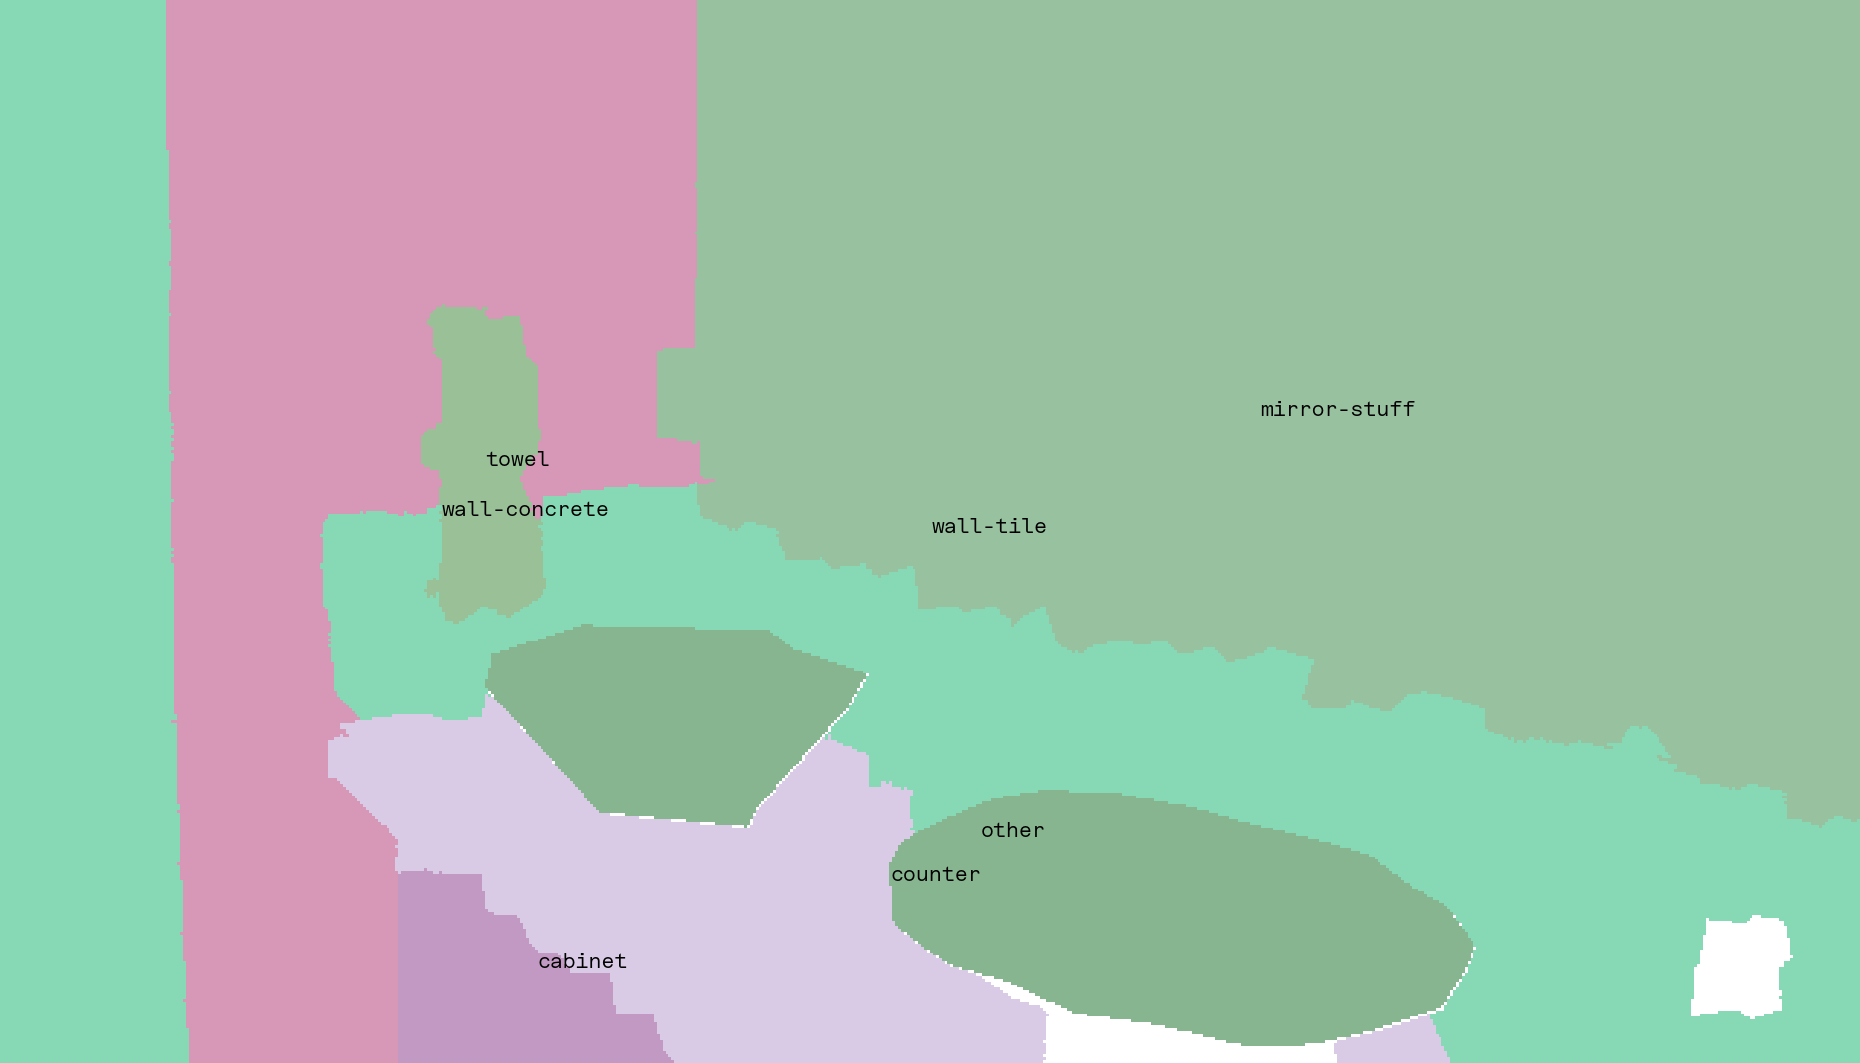 mirror-stuff
towel
wall-concrete
wall-tile
other
counter
cabinet